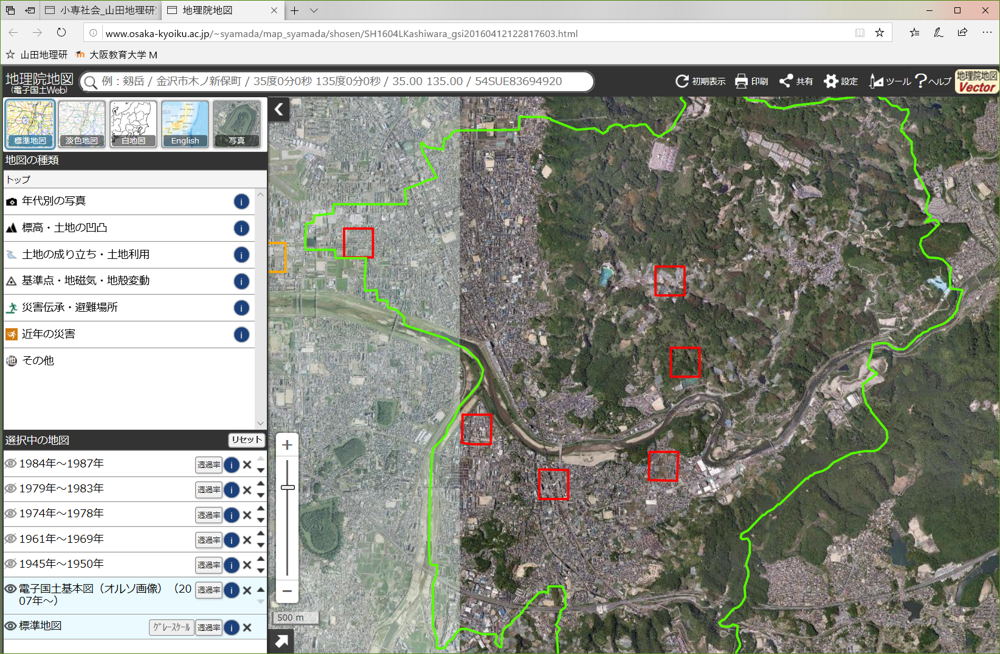 小専社会_山田地理研究
地理院地図
www.osaka-kyoiku.ac.jp/~syamada/map_syamada/shosen/SH1604LKashiwara_gsi20160412122817603.html
山田地理研
大阪教育大学 M
地理院地図
(電子国土Web)
例：剱岳 / 金沢市木ノ新保町 / 35度0分0秒 135度0分0秒 / 35.00 135.00 / 54SUE83694920
初期表示
印刷
共有
設定
ツール
ヘルプ
地理院地図
Vector
標準地図
淡色地図
白地図
English
写真
地図の種類
トップ
年代別の写真
標高・土地の凹凸
土地の成り立ち・土地利用
基準点・地磁気・地殻変動
災害伝承・避難場所
近年の災害
その他
選択中の地図
リセット
1984年～1987年
透過率
1979年～1983年
透過率
1974年～1978年
透過率
1961年～1969年
透過率
1945年～1950年
透過率
電子国土基本図（オルソ画像）（20
07年～）
透過率
標準地図
ｸﾞﾚｰｽｹｰﾙ
透過率
500 m